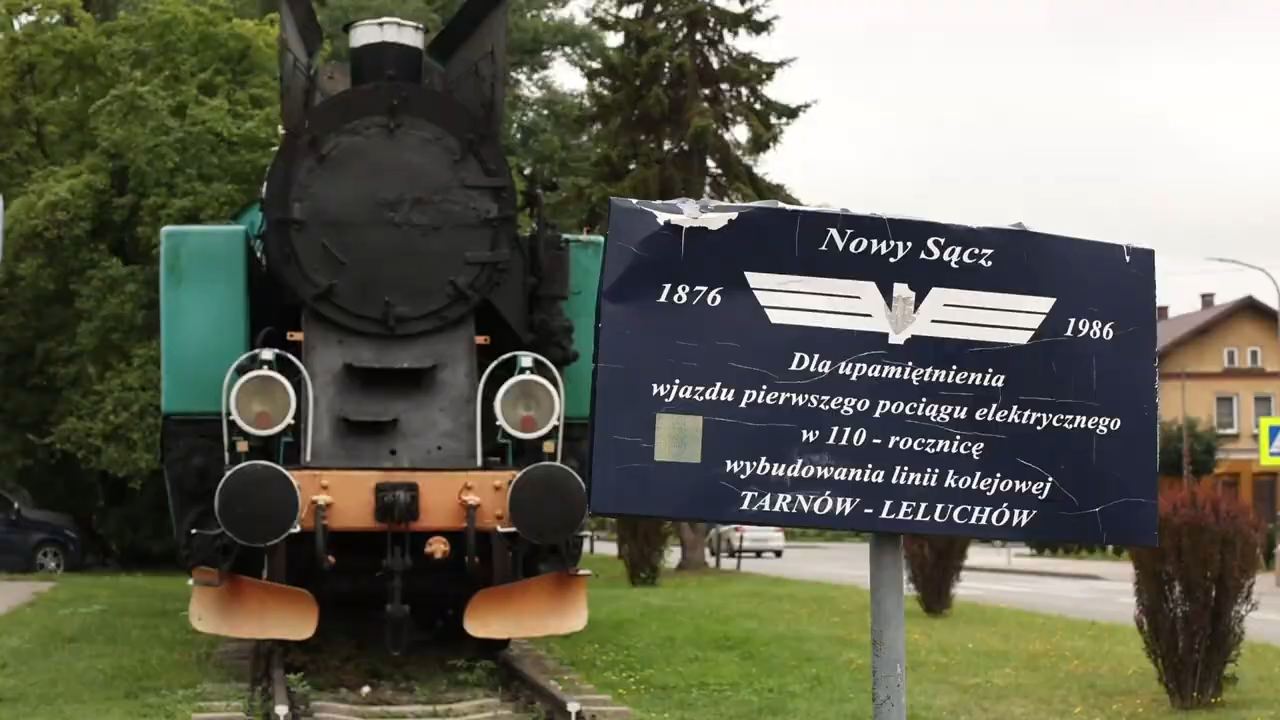 Nowy Sącz
1876
1986
Dla upamiętnienia
wjazdu pierwszego pociągu elektrycznego
w 110 - rocznicę
wybudowania linii kolejowej
TARNÓW - LELUCHÓW